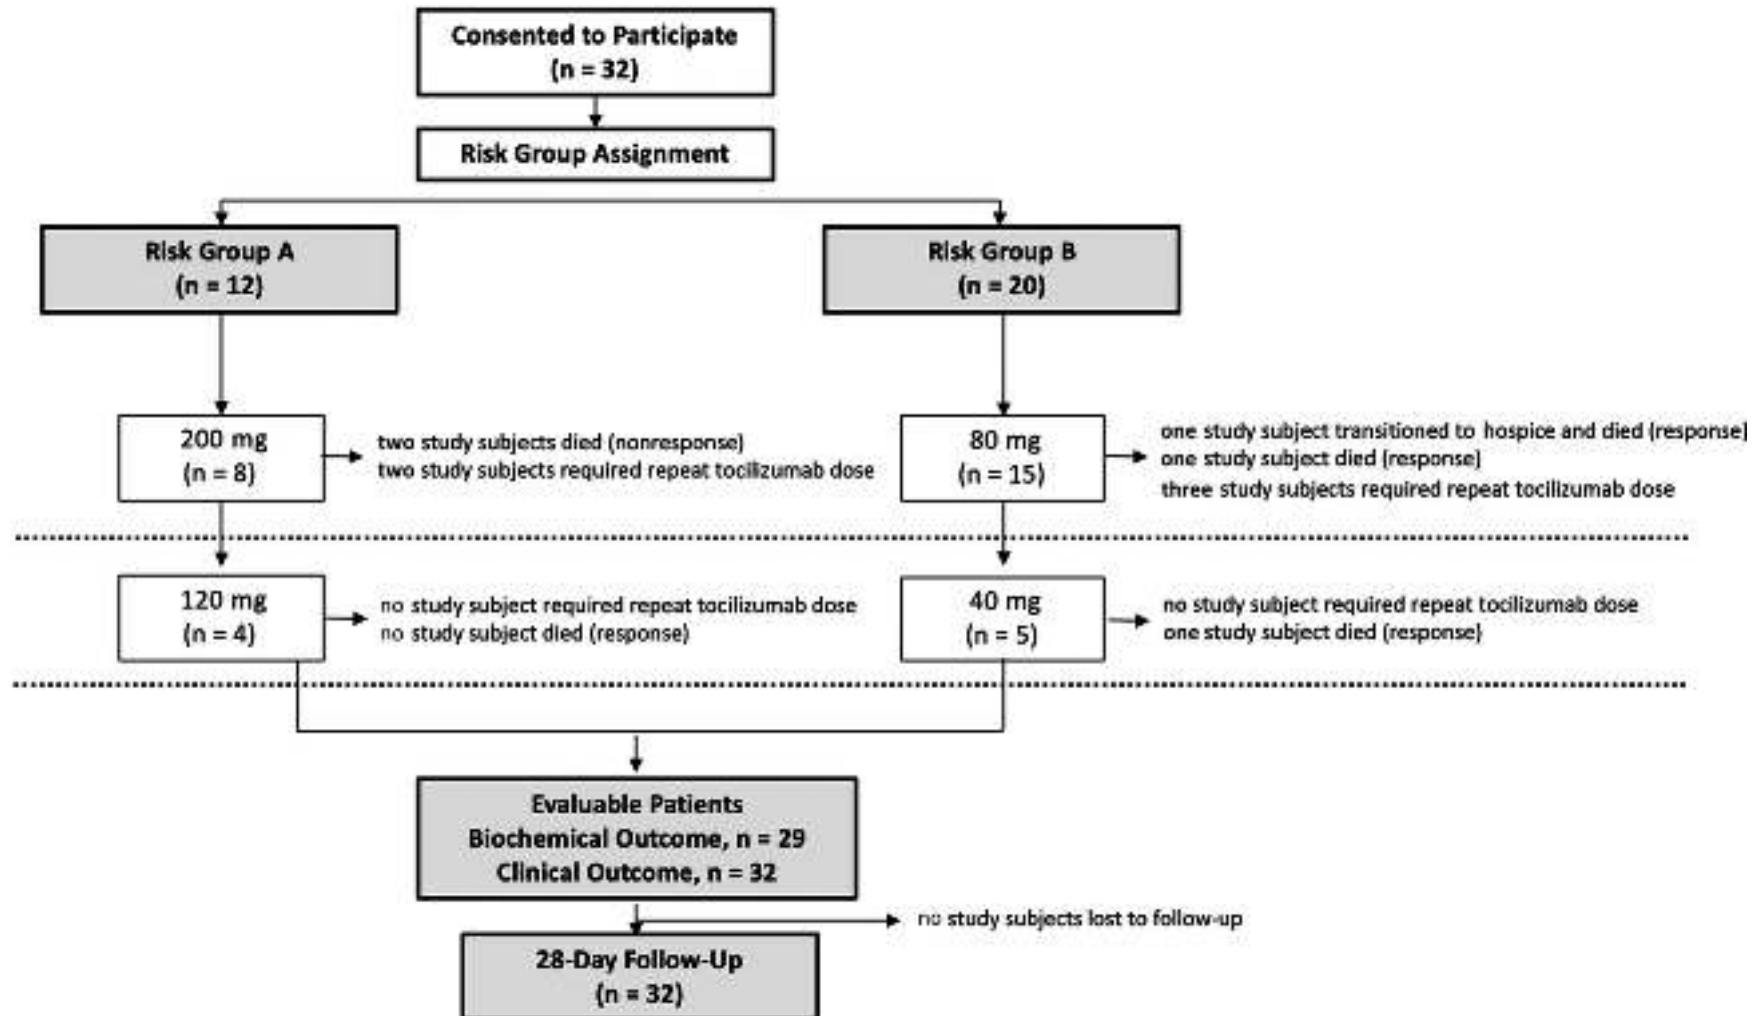 Consented to Participate
(n = 32)
Risk Group Assignment
Risk Group A
(n = 12)
Risk Group B
(n = 20)
200 mg
(n = 8)
two study subjects died (nonresponse)
two study subjects required repeat tocilizumab dose
80 mg
(n = 15)
one study subject transitioned to hospice and died (response)
one study subject died (response)
three study subjects required repeat tocilizumab dose
120 mg
(n = 4)
no study subject required repeat tocilizumab dose
no study subject died (response)
40 mg
(n = 5)
no study subject required repeat tocilizumab dose
one study subject died (response)
Evaluable Patients
Biochemical Outcome, n = 29
Clinical Outcome, n = 32
no study subjects lost to follow-up
28-Day Follow-Up
(n = 32)